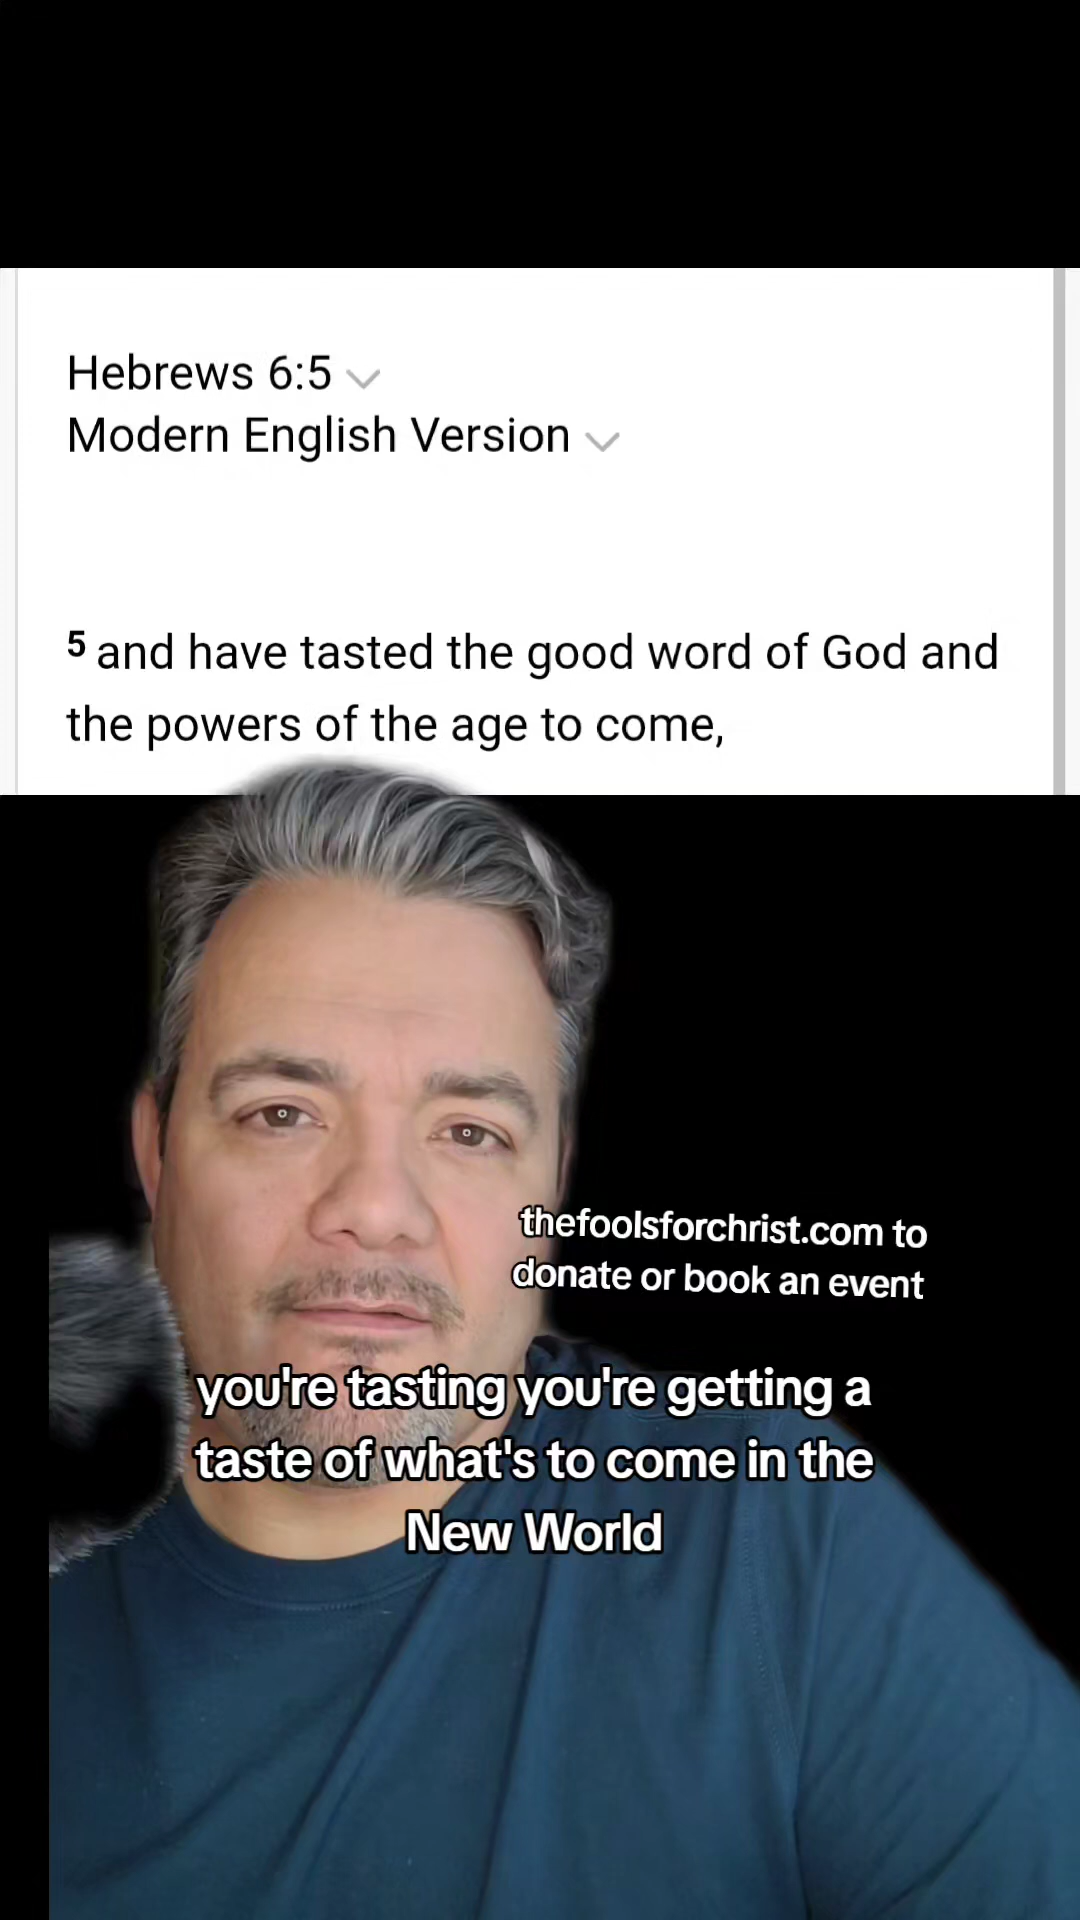 Hebrews 6:5
Modern English Version
5 and have tasted the good word of God and
the powers of the age to come,
thefoolsforchrist.com to
donate or book an event
you're tasting you're getting a
taste of what's to come in the
New World